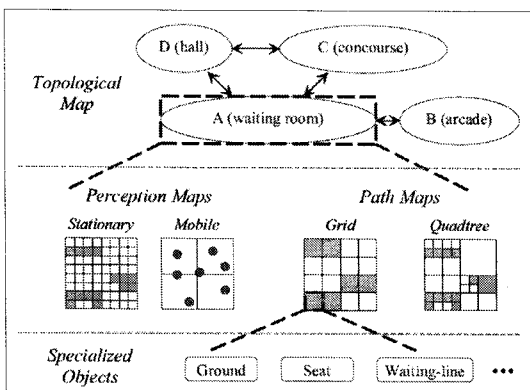 D (hall)
C (concourse)
Topological
Map
A (waiting room)
B (arcade)
Perception Maps
Path Maps
Stationary
Mobile
Grid
Quadtree
Specialized
Objects
Ground
Seat
Waiting-line
•••